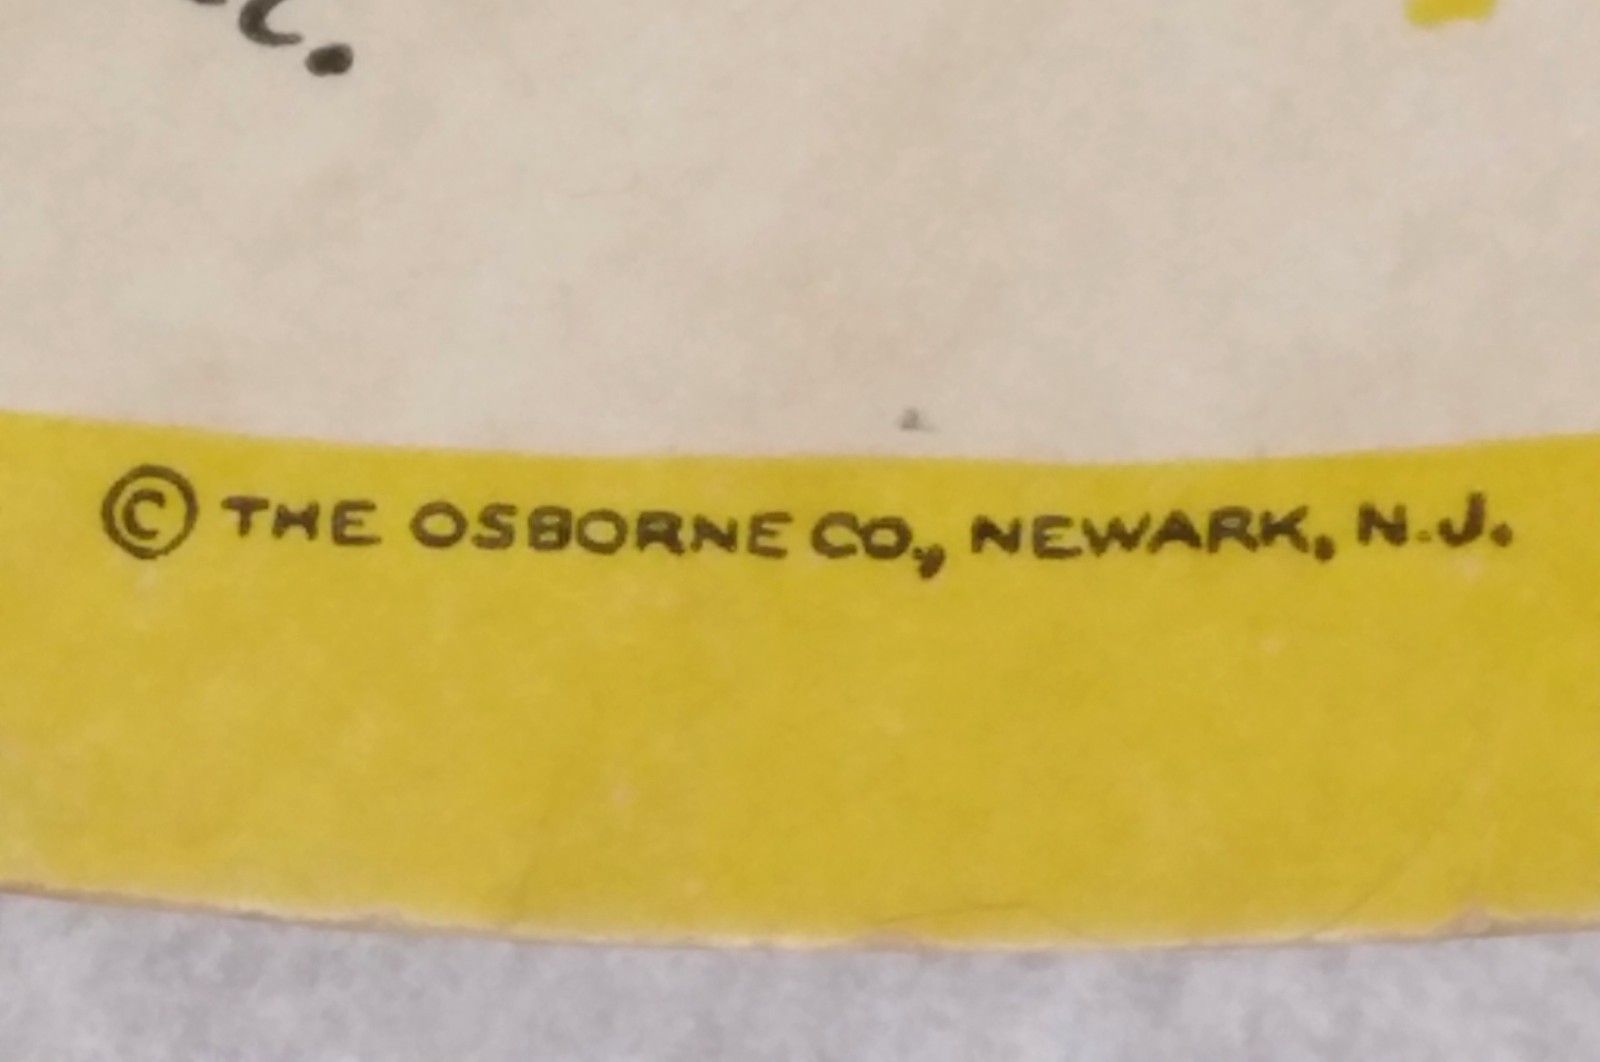 © THE OSBORNE CO., NEWARK, N.J.